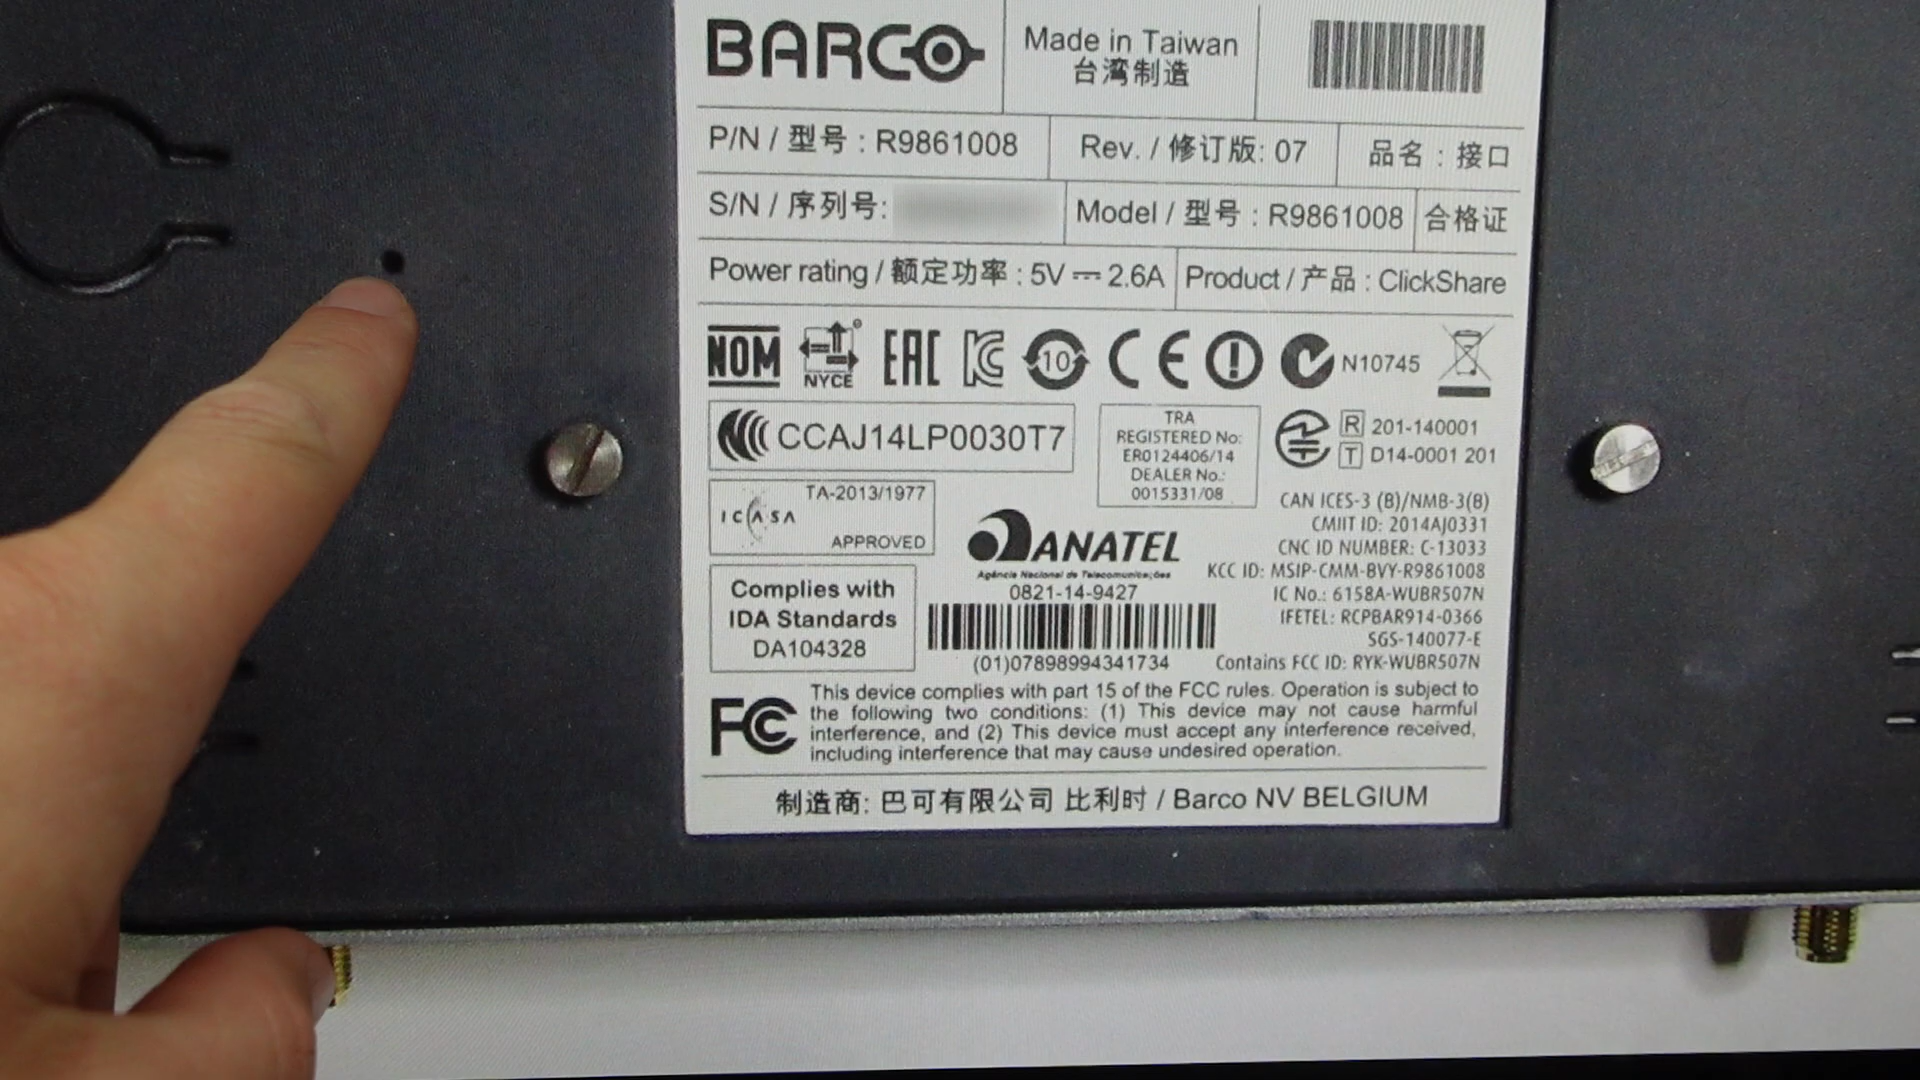 BARCO
Made in Taiwan
台湾制造
P/N / 型号 : R9861008
Rev. / 修订版: 07
品名 : 接口
S/N / 序列号:
Model / 型号 : R9861008
合格证
Power rating / 额定功率 : 5V ⎓ 2.6A
Product / 产品 : ClickShare
NOM
NYCE
EAC
10
CE
N10745
CCAJ14LP0030T7
TRA
REGISTERED No:
ER0124406/14
DEALER No.:
0015331/08
R 201-140001
T D14-0001 201
TA-2013/1977
ICASA
APPROVED
ANATEL
Agência Nacional de Telecomunicações
0821-14-9427
(01)07898994341734
CAN ICES-3 (B)/NMB-3(B)
CMIIT ID: 2014AJ0331
CNC ID NUMBER: C-13033
KCC ID: MSIP-CMM-BVY-R9861008
IC No.: 6158A-WUBR507N
IFETEL: RCPBAR914-0366
SGS-140077-E
Contains FCC ID: RYK-WUBR507N
Complies with
IDA Standards
DA104328
FC
This device complies with part 15 of the FCC rules. Operation is subject to
the following two conditions: (1) This device may not cause harmful
interference, and (2) This device must accept any interference received,
including interference that may cause undesired operation.
制造商: 巴可有限公司 比利时 / Barco NV BELGIUM